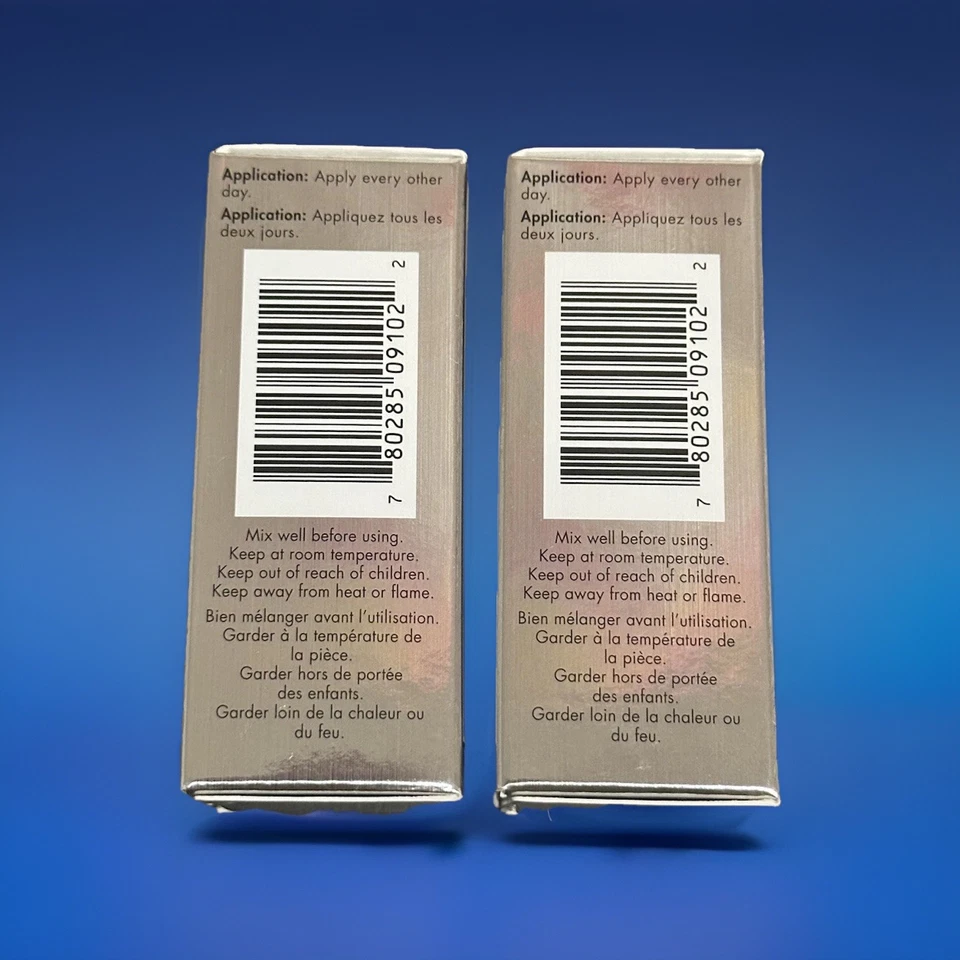 Application: Apply every other
day.
Application: Appliquez tous les
deux jours.
7 80285 09102 2
Mix well before using.
Keep at room temperature.
Keep out of reach of children.
Keep away from heat or flame.
Bien mélanger avant l'utilisation.
Garder à la température de
la pièce.
Garder hors de portée
des enfants.
Garder loin de la chaleur ou
du feu.
Application: Apply every other
day.
Application: Appliquez tous les
deux jours.
7 80285 09102 2
Mix well before using.
Keep at room temperature.
Keep out of reach of children.
Keep away from heat or flame.
Bien mélanger avant l'utilisation.
Garder à la température de
la pièce.
Garder hors de portée
des enfants.
Garder loin de la chaleur ou
du feu.